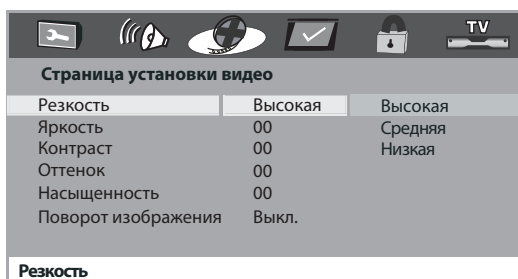 TV
Страница установки видео
Резкость Высокая Высокая
Яркость 00 Средняя
Контраст 00 Низкая
Оттенок 00
Насыщенность 00
Поворот изображения Выкл.
Резкость